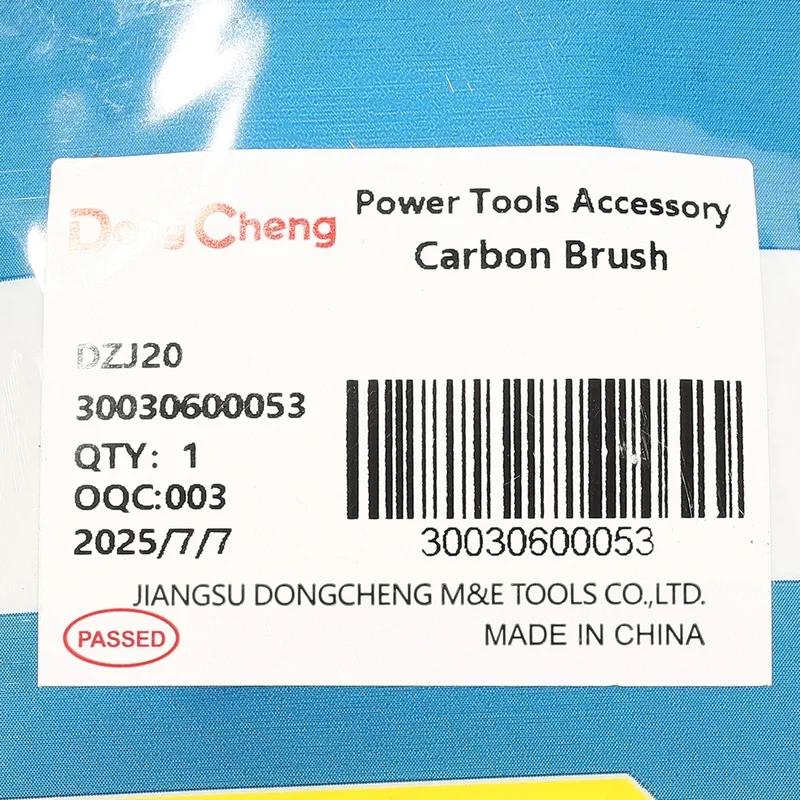 DongCheng
Power Tools Accessory
Carbon Brush
DZJ20
30030600053
QTY: 1
OQC:003
2025/7/7
30030600053
JIANGSU DONGCHENG M&E TOOLS CO.,LTD.
PASSED
MADE IN CHINA